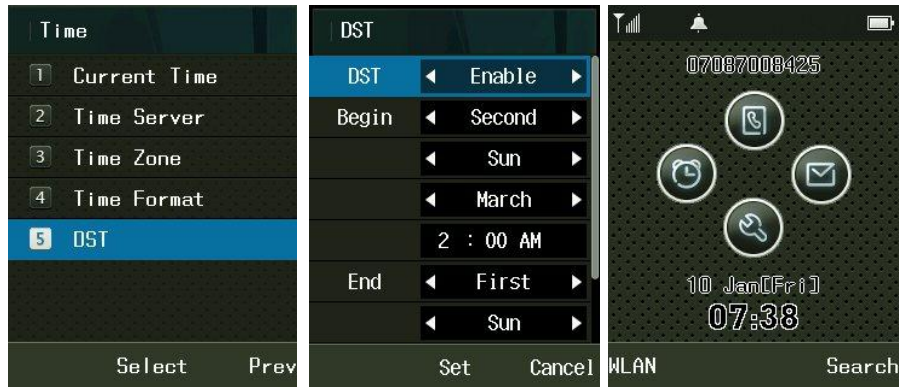 Time
1 Current Time
2 Time Server
3 Time Zone
4 Time Format
5 DST
Select Prev
DST
DST Enable
Begin Second
Sun
March
2 : 00 AM
End First
Sun
Set Cancel
07087008425
10 Jan[Fri]
07:38
WLAN Search